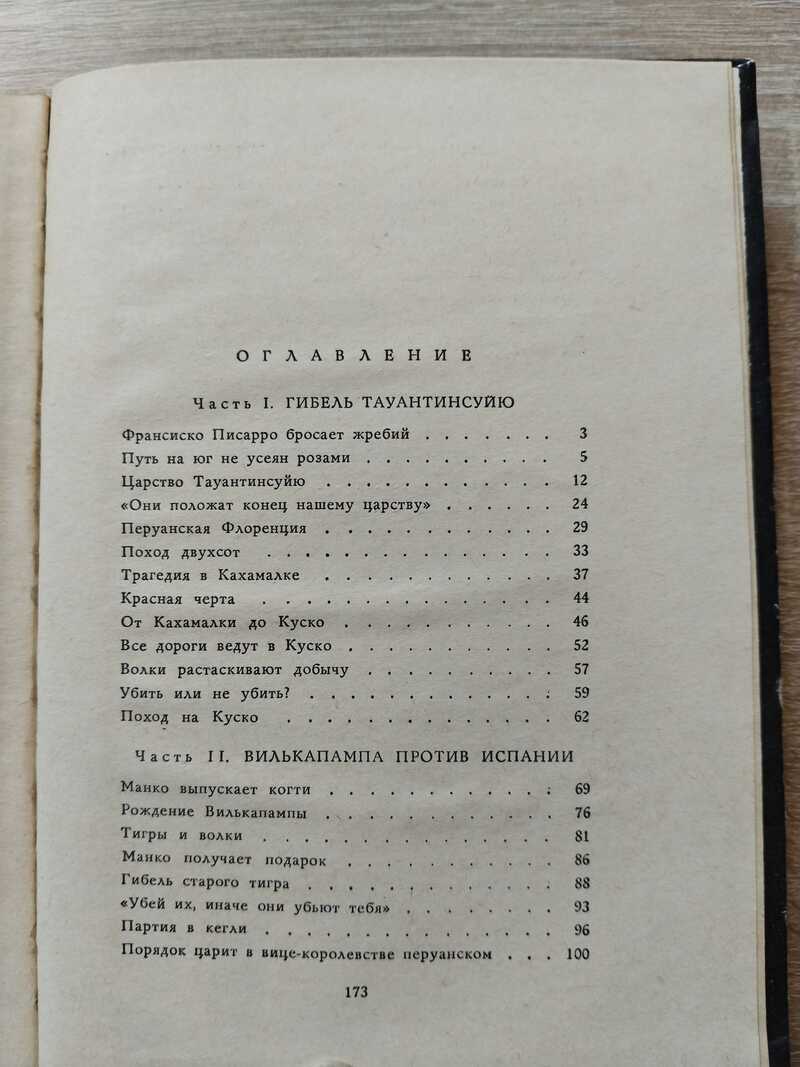 ОГЛАВЛЕНИЕ
Часть I. ГИБЕЛЬ ТАУАНТИНСУЙЮ
Франсиско Писарро бросает жребий . . . . . . . 3
Путь на юг не усеян розами . . . . . . . . . . 5
Царство Тауантинсуйю . . . . . . . . . . . . 12
«Они положат конец нашему царству» . . . . . . 24
Перуанская Флоренция . . . . . . . . . . . . 29
Поход двухсот . . . . . . . . . . . . . . . 33
Трагедия в Кахамалке . . . . . . . . . . . . 37
Красная черта . . . . . . . . . . . . . . . 44
От Кахамалки до Куско . . . . . . . . . . . 46
Все дороги ведут в Куско . . . . . . . . . . . 52
Волки растаскивают добычу . . . . . . . . . . 57
Убить или не убить? . . . . . . . . . . . . . 59
Поход на Куско . . . . . . . . . . . . . . 62
Часть II. ВИЛЬКАПАМПА ПРОТИВ ИСПАНИИ
Манко выпускает когти . . . . . . . . . . . . 69
Рождение Вилькапампы . . . . . . . . . . . . 76
Тигры и волки . . . . . . . . . . . . . . . 81
Манко получает подарок . . . . . . . . . . . 86
Гибель старого тигра . . . . . . . . . . . . . 88
«Убей их, иначе они убьют тебя» . . . . . . . . 93
Партия в кегли . . . . . . . . . . . . . . . 96
Порядок царит в вице-королевстве перуанском . . . 100
173